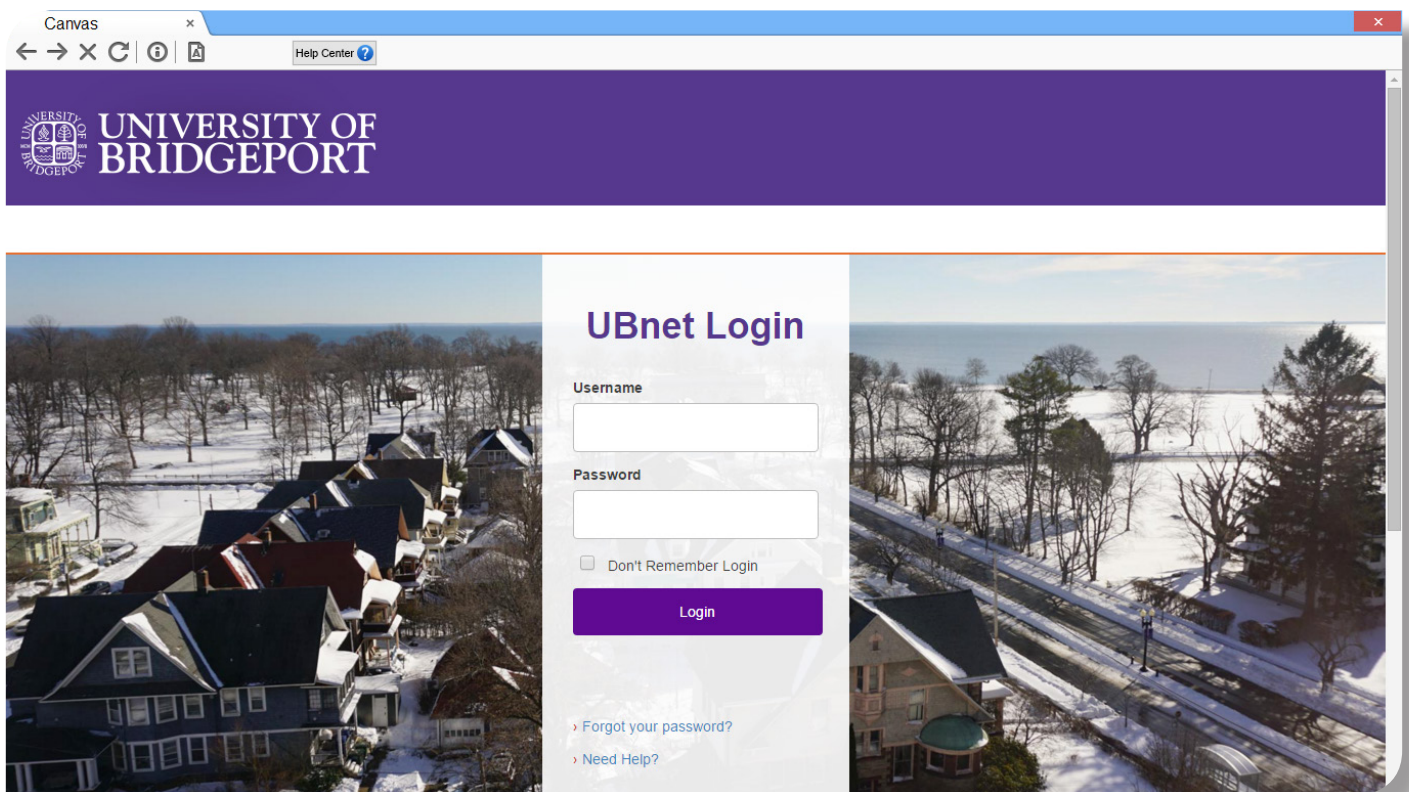 Canvas
Help Center
UNIVERSITY OF
BRIDGEPORT
UBnet Login
Username
Password
Don't Remember Login
Login
› Forgot your password?
› Need Help?